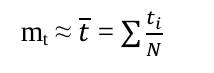 mₜ ≈ t̅ = ∑ tᵢ/N